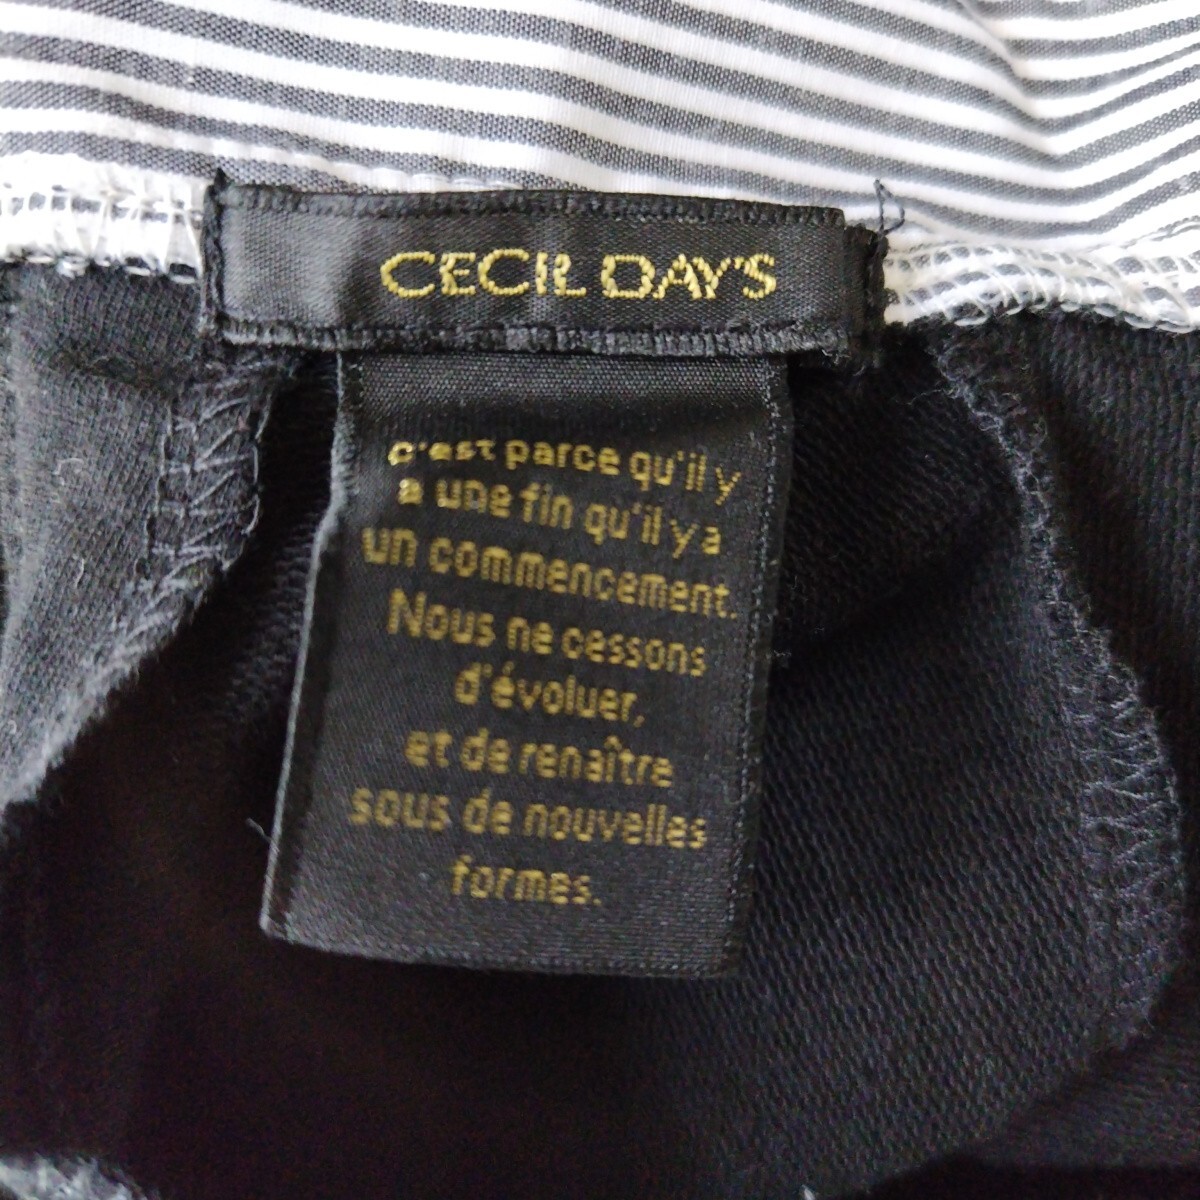 CECIL DAY'S
c'est parce qu'il y
a une fin qu'il y a
un commencement.
Nous ne cessons
d'évoluer,
et de renaître
sous de nouvelles
formes.